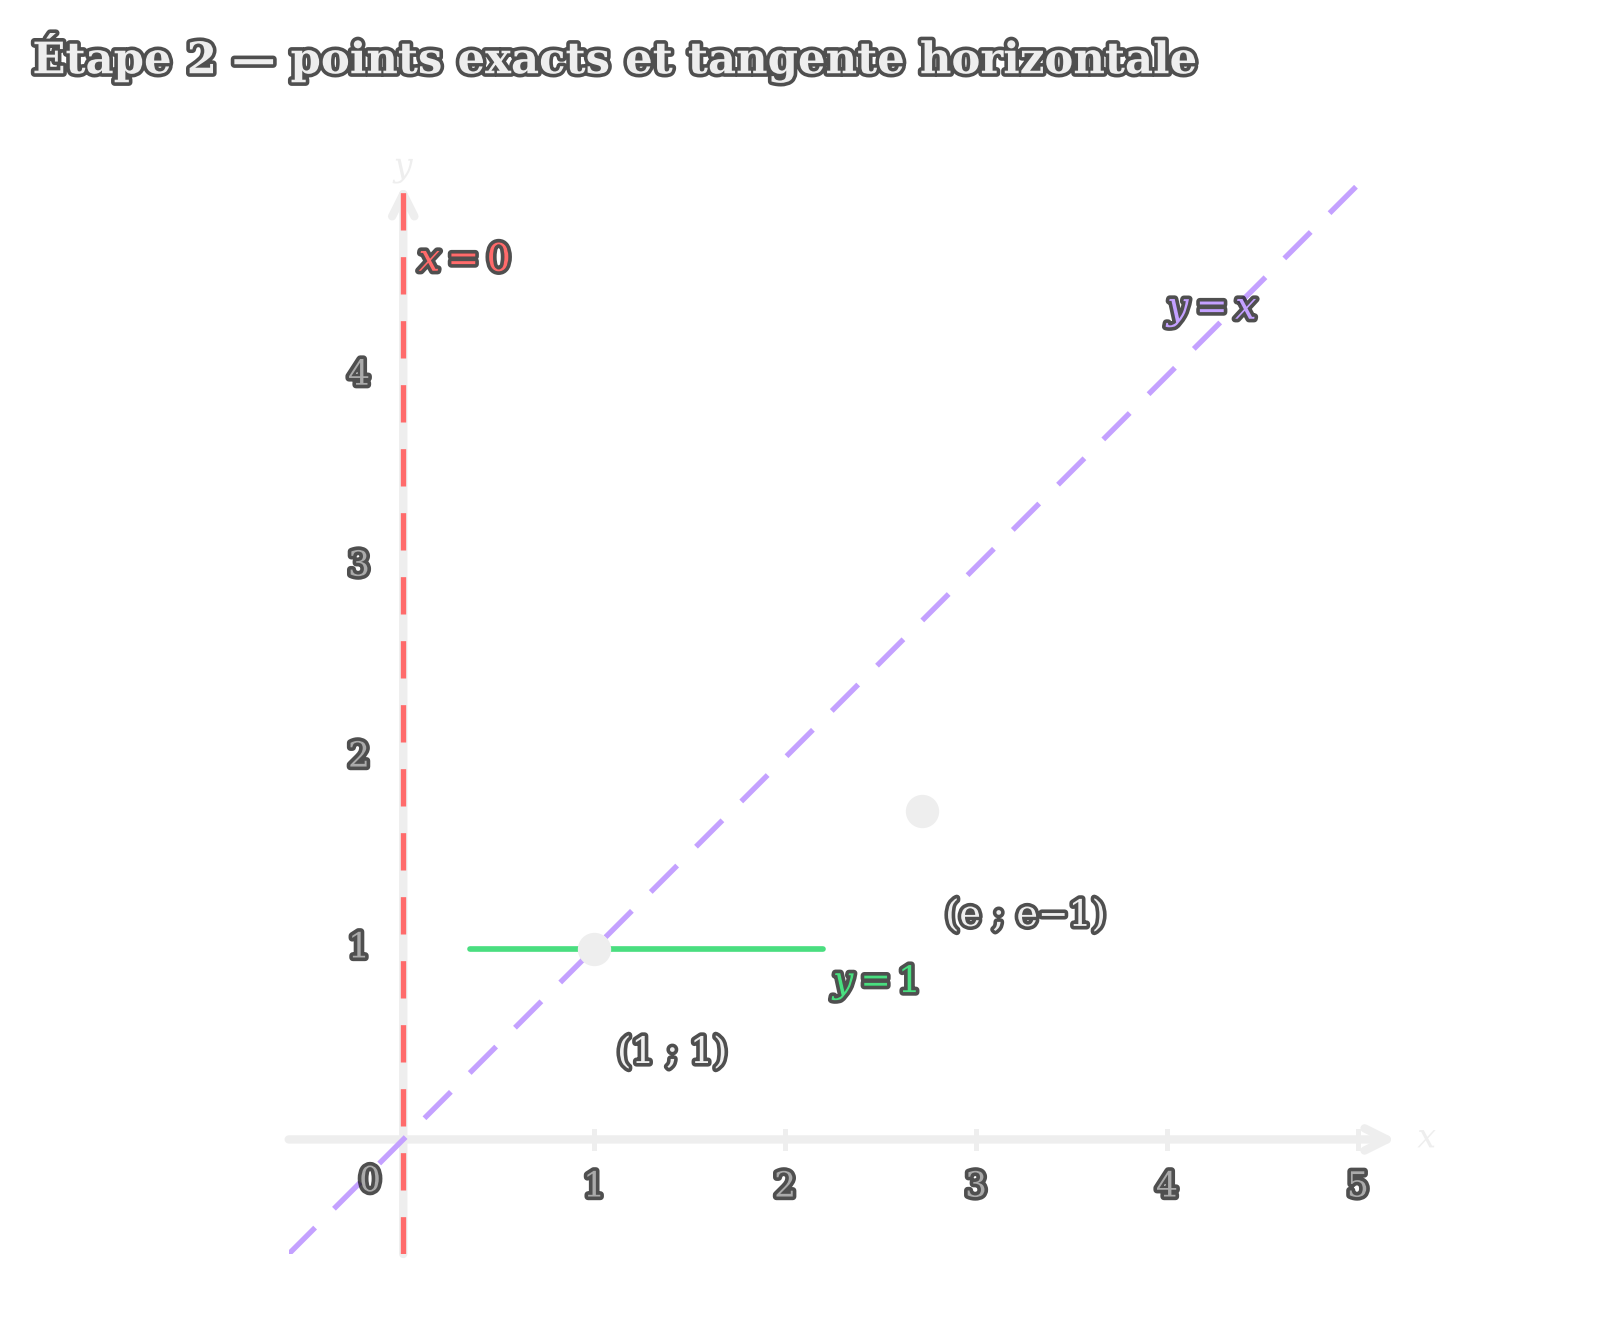 Étape 2 — points exacts et tangente horizontale
y
x = 0
y = x
4
3
2
(e ; e−1)
1
y = 1
(1 ; 1)
x
0 1 2 3 4 5